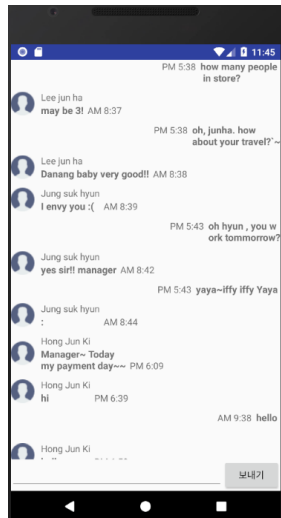 11:45
PM 5:38 how many people
in store?
Lee jun ha
may be 3! AM 8:37
PM 5:38 oh, junha. how
about your travel?`~
Lee jun ha
Danang baby very good!! AM 8:38
Jung suk hyun
I envy you :( AM 8:39
PM 5:43 oh hyun , you w
ork tommorrow?
Jung suk hyun
yes sir!! manager AM 8:42
PM 5:43 yaya~iffy iffy Yaya
Jung suk hyun
: AM 8:44
Hong Jun Ki
Manager~ Today
my payment day~~ PM 6:09
Hong Jun Ki
hi PM 6:39
AM 9:38 hello
Hong Jun Ki
보내기